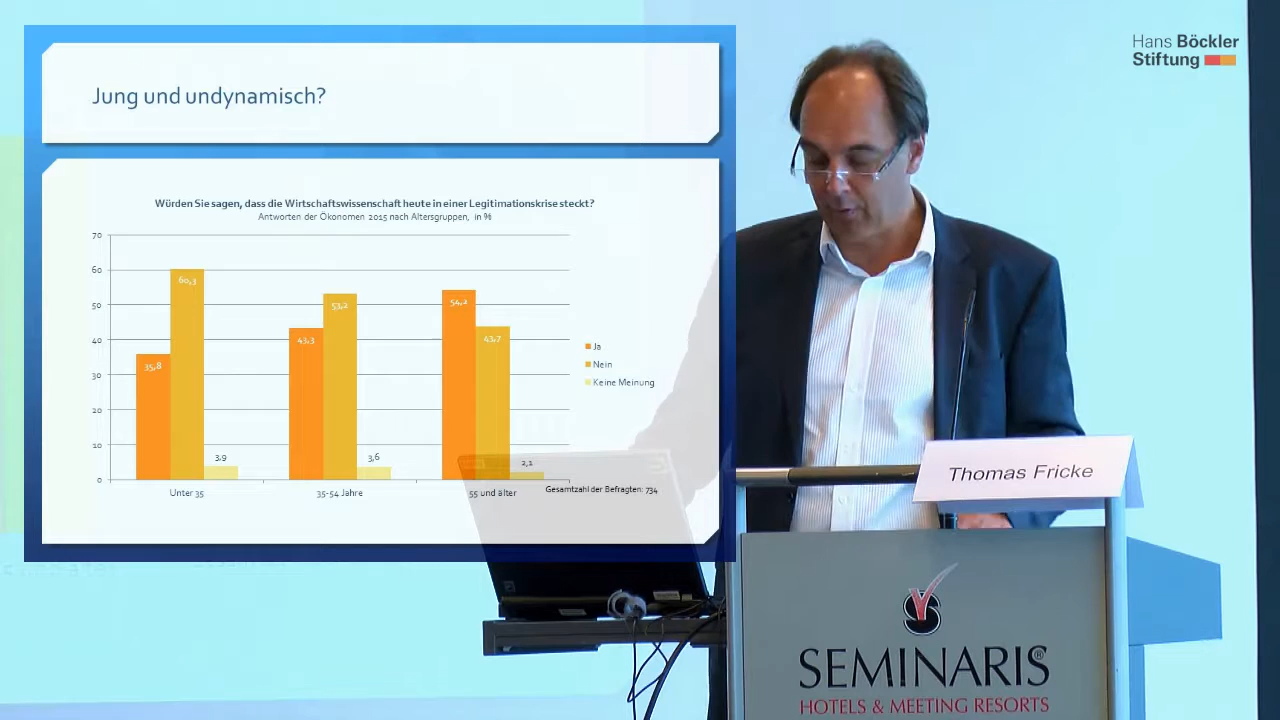 Jung und undynamisch?
Würden Sie sagen, dass die Wirtschaftswissenschaft heute in einer Legitimationskrise steckt?
Antworten der Ökonomen 2015 nach Altersgruppen, in %
70
60
50
40
30
20
10
0
35,8
60,3
3,9
43,3
53,2
3,6
54,2
43,7
2,1
Unter 35
35-54 Jahre
55 und älter
Gesamtzahl der Befragten: 734
Ja
Nein
Keine Meinung
Hans Böckler
Stiftung
Thomas Fricke
SEMINARIS®
HOTELS & MEETING RESORTS